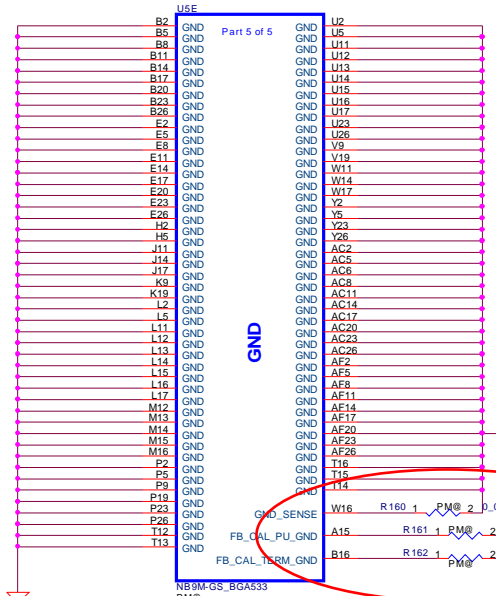 U5E
B2 GND Part 5 of 5 GND U2
B5 GND GND U5
B8 GND GND U11
B11 GND GND U12
B14 GND GND U13
B17 GND GND U14
B20 GND GND U15
B23 GND GND U16
B26 GND GND U17
E2 GND GND U23
E5 GND GND U26
E8 GND GND V9
E11 GND GND V19
E14 GND GND W11
E17 GND GND W14
E20 GND GND W17
E23 GND GND Y2
E26 GND GND Y5
H2 GND GND Y23
H5 GND GND Y26
J11 GND GND AC2
J14 GND GND AC5
J17 GND GND AC6
K9 GND GND AC8
K19 GND GND AC11
L2 GND GND AC14
L5 GND GND AC17
L11 GND GND AC20
L12 GND GND AC23
L13 GND GND AC26
L14 GND GND AF2
L15 GND GND AF5
L16 GND GND AF8
L17 GND GND AF11
M12 GND GND AF14
M13 GND GND AF17
M14 GND GND AF20
M15 GND GND AF23
M16 GND GND AF26
P2 GND GND T16
P5 GND GND T15
P9 GND GND T14
P19 GND
P23 GND GND_SENSE W16 R160 1 PM@ 2
P26 GND
T12 GND FB_CAL_PU_GND A15 R161 1 PM@ 2
T13 GND
FB_CAL_TERM_GND B16 R162 1 PM@ 2
GND
NB9M-GS_BGA533
PM@